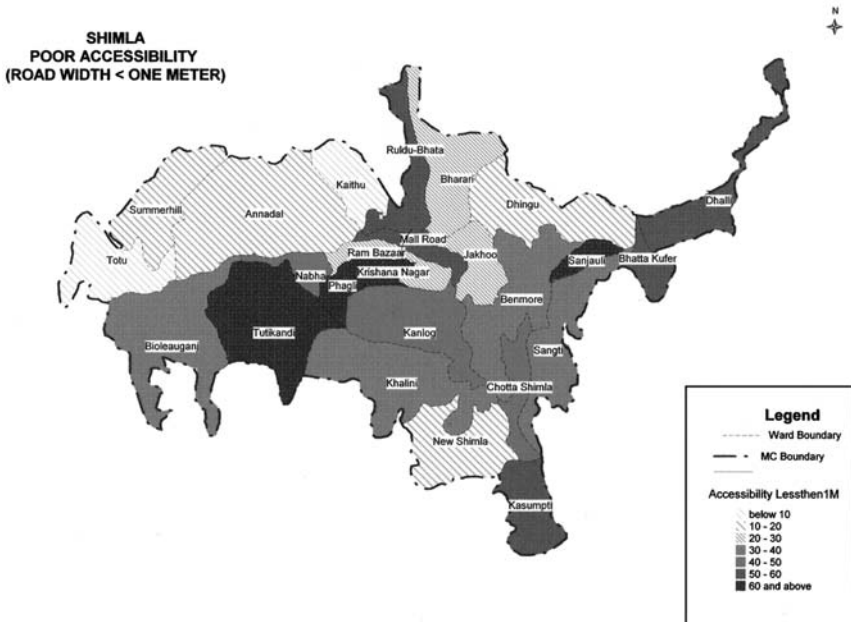 N
SHIMLA
POOR ACCESSIBILITY
(ROAD WIDTH < ONE METER)
Ruldu-Bhata
Bharari
Kaithu
Dhingu
Dhalli
Summerhill
Annadal
Mall Road
Ram Bazaar
Jakhoo
Totu
Sanjauli
Bhatta Kufer
Nabha
Krishana Nagar
Phagli
Benmore
Tutikandi
Kanlog
Bioleauganj
Sangti
Khalini
Chotta Shimla
New Shimla
Kasumpti
Legend
Ward Boundary
MC Boundary
Accessibility Lessthen1M
below 10
10 - 20
20 - 30
30 - 40
40 - 50
50 - 60
60 and above